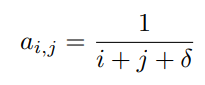 a_{i,j} = \frac{1}{i + j + \delta}